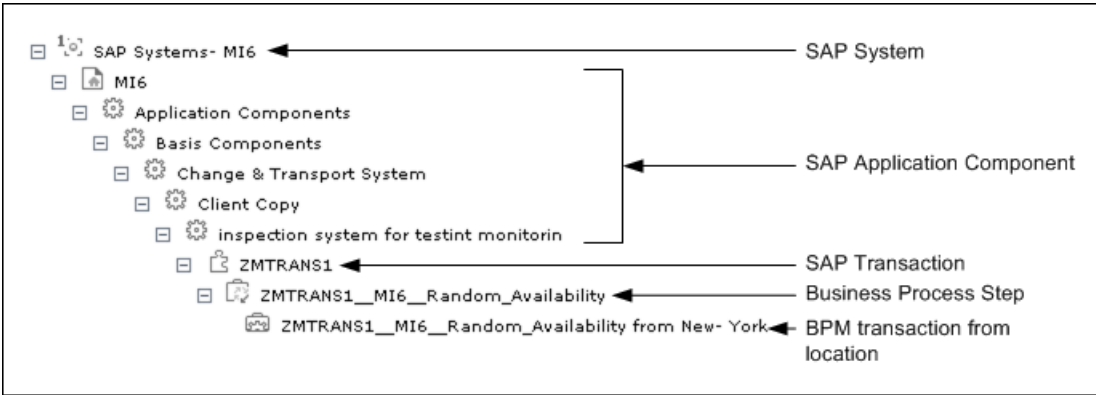 1 SAP Systems- MI6
SAP System
MI6
Application Components
Basis Components
Change & Transport System
SAP Application Component
Client Copy
inspection system for testint monitorin
ZMTRANS1
SAP Transaction
ZMTRANS1__MI6__Random_Availability
Business Process Step
ZMTRANS1__MI6__Random_Availability from New- York
BPM transaction from
location